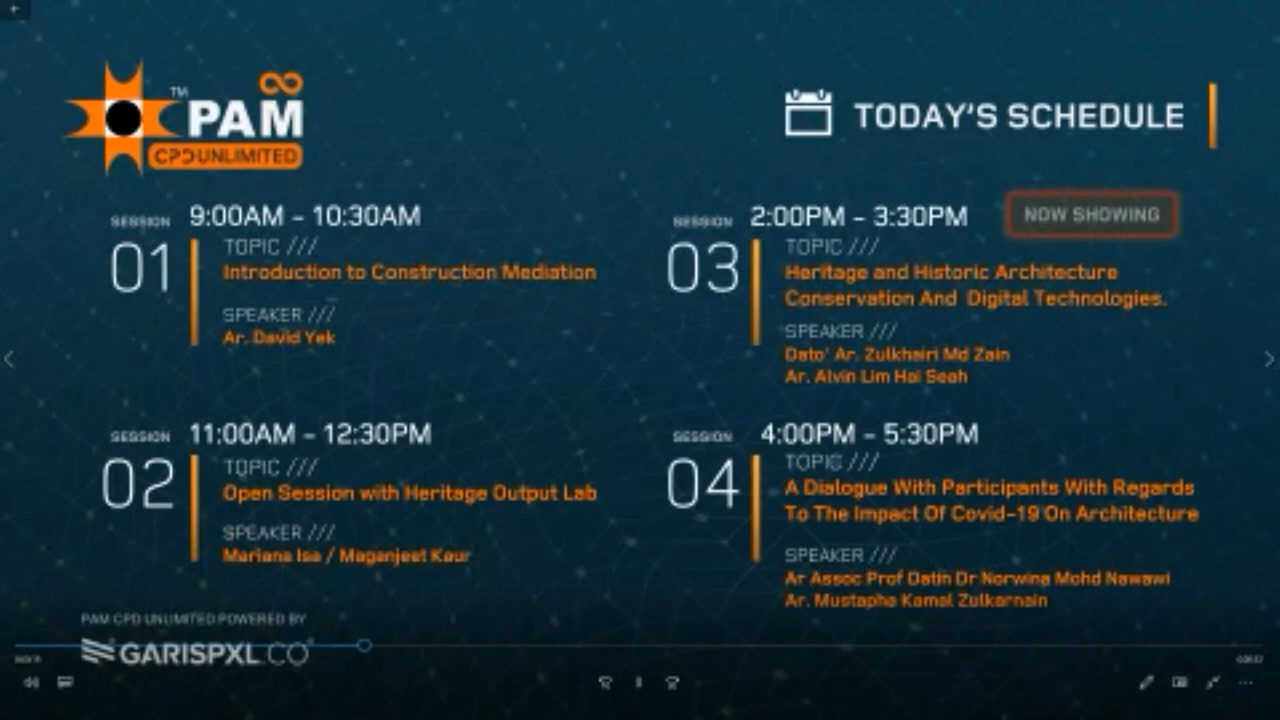 ™
PAM
CPD UNLIMITED
TODAY'S SCHEDULE
SESSION 9:00AM – 10:30AM
01
TOPIC ///
Introduction to Construction Mediation
SPEAKER ///
Ar. David Yek
SESSION 11:00AM – 12:30PM
02
TOPIC ///
Open Session with Heritage Output Lab
SPEAKER ///
Mariana Isa / Maganjeet Kaur
SESSION 2:00PM – 3:30PM
NOW SHOWING
03
TOPIC ///
Heritage and Historic Architecture
Conservation And Digital Technologies.
SPEAKER ///
Dato' Ar. Zulkhairi Md Zain
Ar. Alvin Lim Hai Seah
SESSION 4:00PM – 5:30PM
04
TOPIC ///
A Dialogue With Participants With Regards
To The Impact Of Covid-19 On Architecture
SPEAKER ///
Ar Assoc Prof Datin Dr Norwina Mohd Nawawi
Ar. Mustapha Kamal Zulkarnain
PAM CPD UNLIMITED POWERED BY
GARISPXL.CO